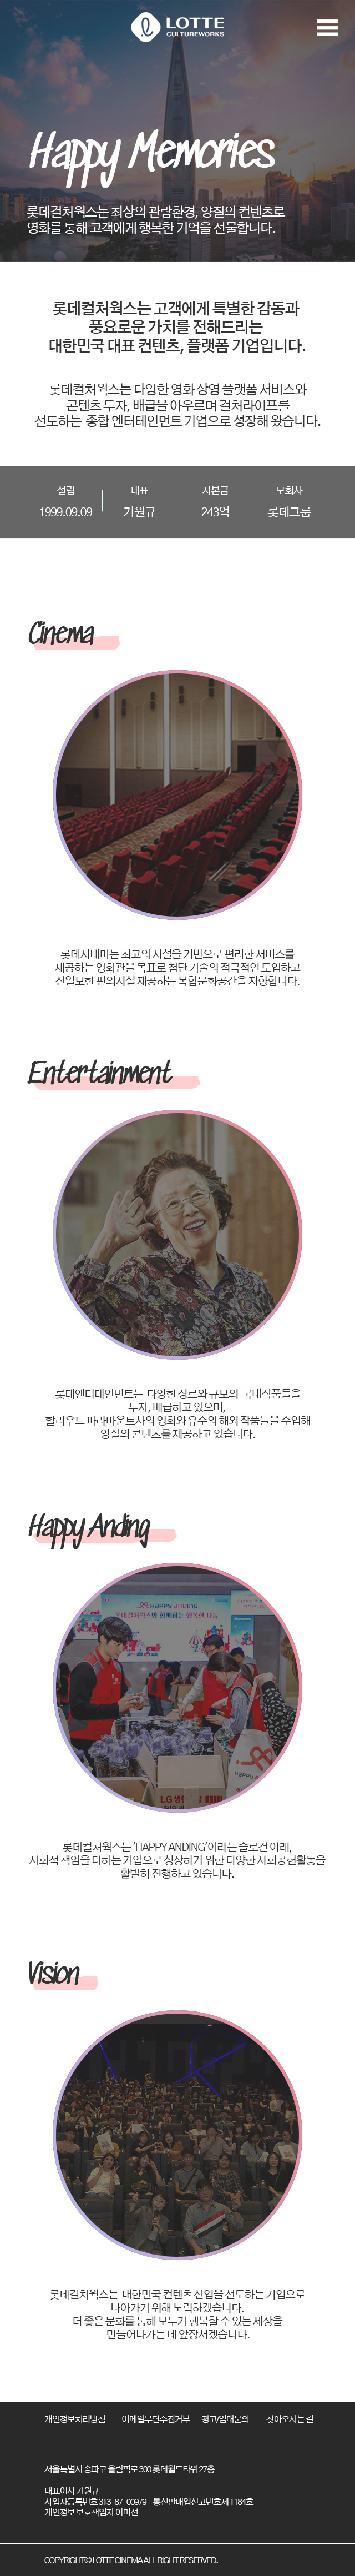 LOTTE
CULTUREWORKS
Happy Memories
롯데컬처웍스는 최상의 관람환경, 양질의 컨텐츠로
영화를 통해 고객에게 행복한 기억을 선물합니다.
롯데컬처웍스는 고객에게 특별한 감동과
풍요로운 가치를 전해드리는
대한민국 대표 컨텐츠, 플랫폼 기업입니다.
롯데컬처웍스는 다양한 영화 상영 플랫폼 서비스와
콘텐츠 투자, 배급을 아우르며 컬처라이프를
선도하는 종합 엔터테인먼트 기업으로 성장해 왔습니다.
설립 대표 자본금 모회사
1999.09.09 기원규 243억 롯데그룹
Cinema
롯데시네마는 최고의 시설을 기반으로 편리한 서비스를
제공하는 영화관을 목표로 첨단 기술의 적극적인 도입하고
진일보한 편의시설 제공하는 복합문화공간을 지향합니다.
Entertainment
롯데엔터테인먼트는 다양한 장르와 규모의 국내작품들을
투자, 배급하고 있으며,
할리우드 파라마운트사의 영화와 유수의 해외 작품들을 수입해
양질의 콘텐츠를 제공하고 있습니다.
Happy Anding
HAPPY ANDING
롯데컬처웍스와 함께하는 행복한 나눔
LG생활건강
롯데컬처웍스는 'HAPPY ANDING'이라는 슬로건 아래,
사회적 책임을 다하는 기업으로 성장하기 위한 다양한 사회공헌활동을
활발히 진행하고 있습니다.
Vision
롯데컬처웍스는 대한민국 컨텐츠 산업을 선도하는 기업으로
나아가기 위해 노력하겠습니다.
더 좋은 문화를 통해 모두가 행복할 수 있는 세상을
만들어나가는 데 앞장서겠습니다.
개인정보처리방침 이메일무단수집거부 광고/임대문의 찾아오시는 길
서울특별시 송파구 올림픽로 300 롯데월드타워 27층
대표이사 기원규
사업자등록번호 313-87-00979 통신판매업신고번호제 1184호
개인정보 보호책임자 이미선
COPYRIGHT© LOTTE CINEMA ALL RIGHT RESERVED.